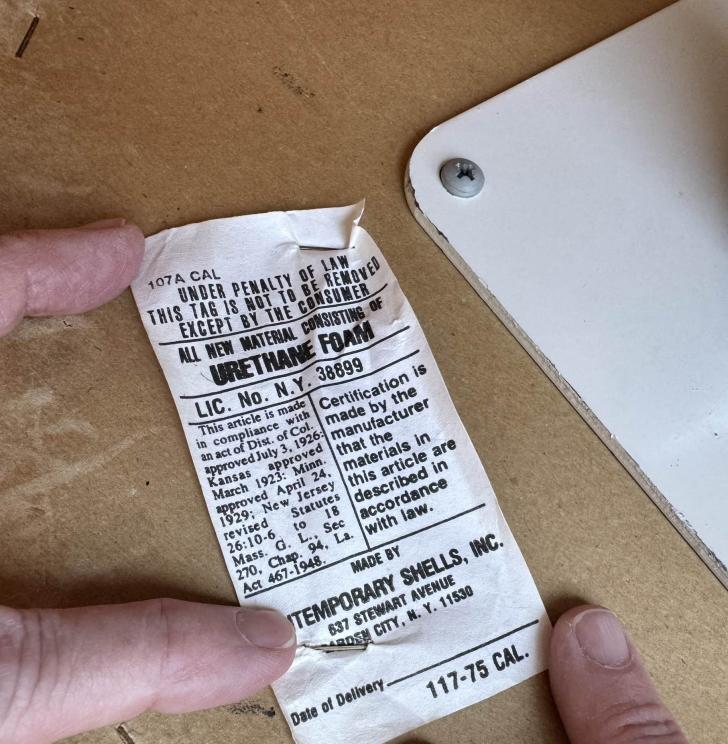 107A CAL
UNDER PENALTY OF LAW
THIS TAG IS NOT TO BE REMOVED
EXCEPT BY THE CONSUMER
ALL NEW MATERIAL CONSISTING OF
URETHANE FOAM
LIC. No. N.Y. 38899
This article is made
in compliance with
an act of Dist. of Col.
approved July 3, 1926:
Kansas approved
March 1923: Minn.
approved April 24,
1929; New Jersey
revised Statutes
26:10-6 to 18
Mass. G. L., Sec
270, Chap. 94, La.
Act 467-1948.
Certification is
made by the
manufacturer
that the
materials in
this article are
described in
accordance
with law.
MADE BY
TEMPORARY SHELLS, INC.
637 STEWART AVENUE
ARDEN CITY, N. Y. 11530
Date of Delivery
117-75 CAL.